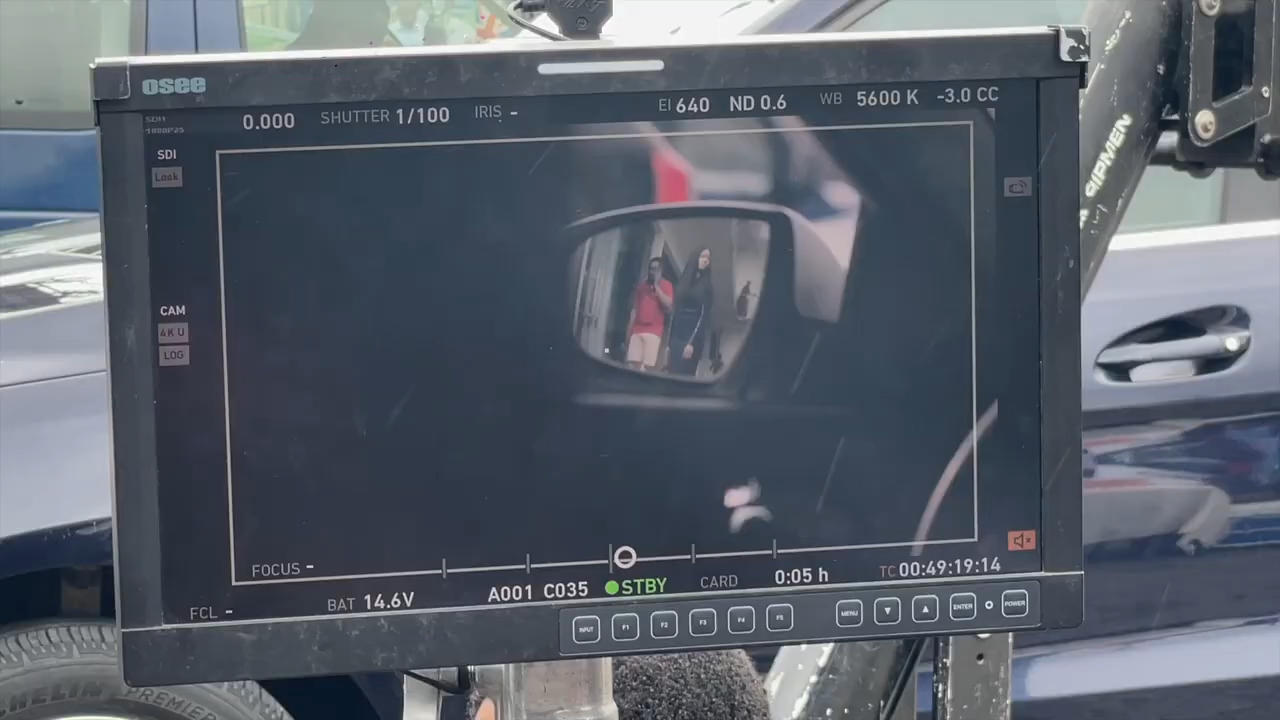 osee
0.000 SHUTTER 1/100 IRIS - EI 640 ND 0.6 WB 5600 K -3.0 CC
1080P25
SDI
Look
CAM
4K U
LOG
FOCUS -
FCL - BAT 14.6V A001 C035 STBY CARD 0:05 h TC 00:49:19:14
INPUT F1 F2 F3 F4 F5 MENU ▼ ▲ ENTER POWER
PREMIER